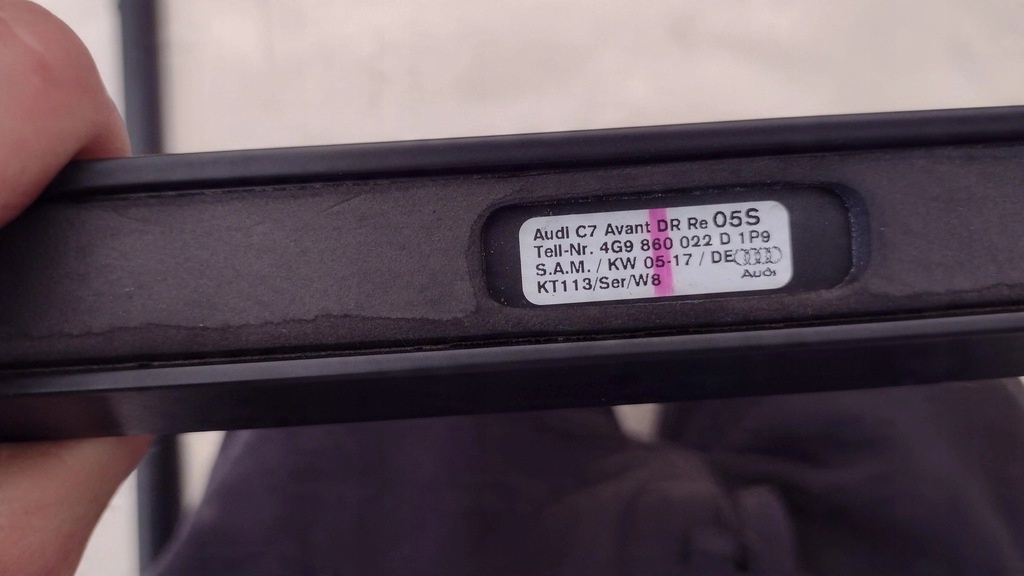 Audi C7 Avant DR Re 05S
Teil-Nr. 4G9 860 022 D 1P9
S.A.M. / KW 05-17 / DE
KT113/Ser/W8
Audi